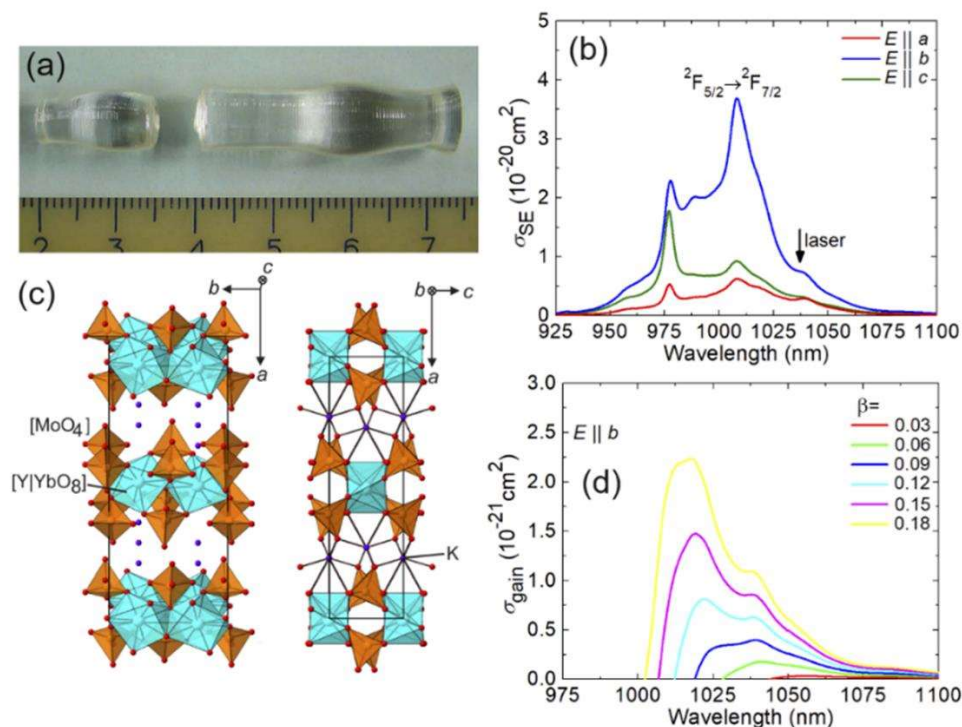 (a)
2 3 4 5 6 7
(b)
5
4
3
2
1
0
σSE (10⁻²⁰cm²)
E || a
E || b
E || c
²F₅/₂→²F₇/₂
laser
925 950 975 1000 1025 1050 1075 1100
Wavelength (nm)
(c)
c
b
a
b c
a
[MoO₄]
[Y|YbO₈]
K
3.0
2.5
2.0
1.5
1.0
0.5
0.0
σgain (10⁻²¹cm²)
E || b
β=
0.03
0.06
0.09
0.12
0.15
0.18
(d)
975 1000 1025 1050 1075 1100
Wavelength (nm)